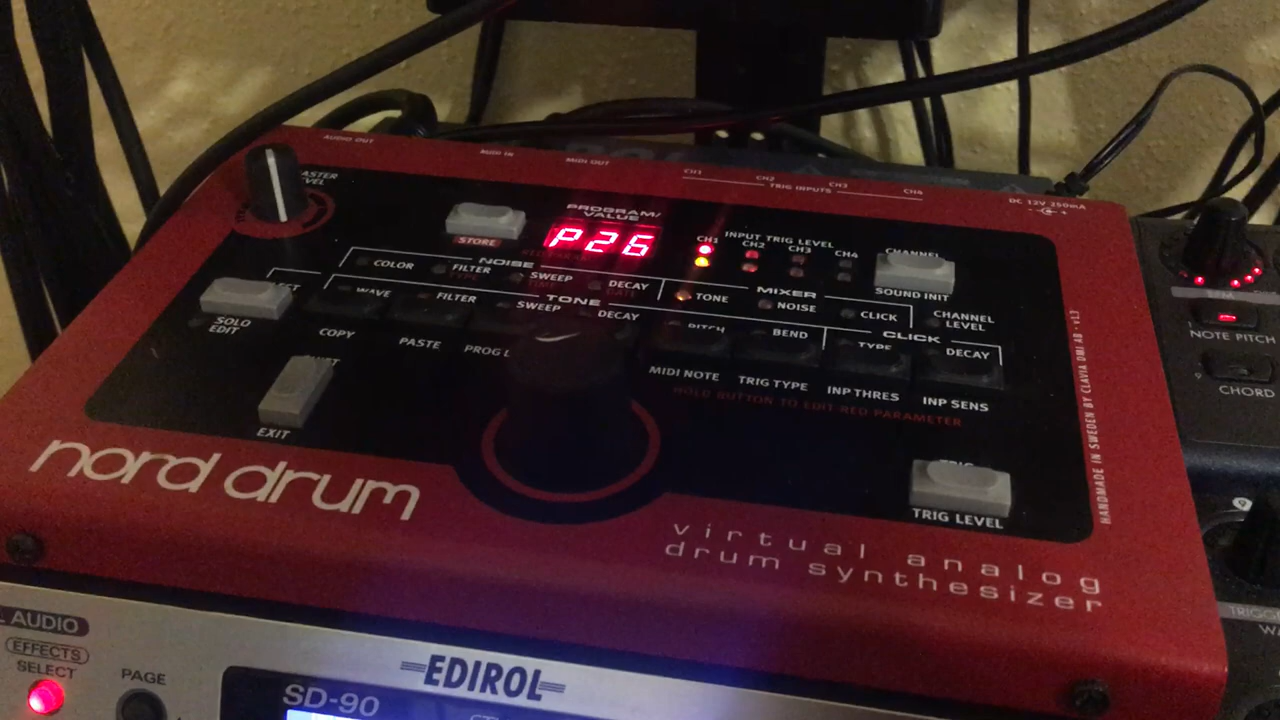 AUDIO OUT
MIDI IN
MIDI OUT
CH1
CH2
CH3
CH4
TRIG INPUTS
DC 12V 250mA
PROGRAM/
VALUE
STORE
P26
INPUT TRIG LEVEL
CH1
CH2
CH3
CH4
CHANNEL
SOUND INIT
NOISE
COLOR
FILTER
SWEEP
DECAY
MIXER
TONE
NOISE
CLICK
CHANNEL
LEVEL
TONE
WAVE
FILTER
SWEEP
DECAY
PITCH
BEND
CLICK
TYPE
DECAY
SOLO
EDIT
COPY
PASTE
PROG
MIDI NOTE
TRIG TYPE
INP THRES
INP SENS
HOLD BUTTON TO EDIT RED PARAMETER
EXIT
TRIG LEVEL
HANDMADE IN SWEDEN BY CLAVIA DMI AB - v1.3
nord drum
virtual analog
drum synthesizer
NOTE PITCH
CHORD
AUDIO
EFFECTS
SELECT
PAGE
EDIROL
SD-90